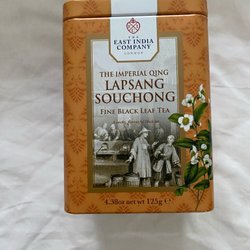 THE
EAST INDIA
COMPANY
LONDON
THE IMPERIAL QING
LAPSANG
SOUCHONG
FINE BLACK LEAF TEA
4.38oz net wt 125g e